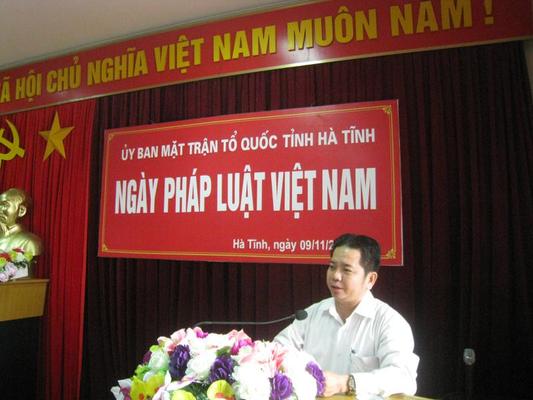 Ã HỘI CHỦ NGHĨA VIỆT NAM MUÔN NĂM !
ỦY BAN MẶT TRẬN TỔ QUỐC TỈNH HÀ TĨNH
NGÀY PHÁP LUẬT VIỆT NAM
Hà Tĩnh, ngày 09/11/2